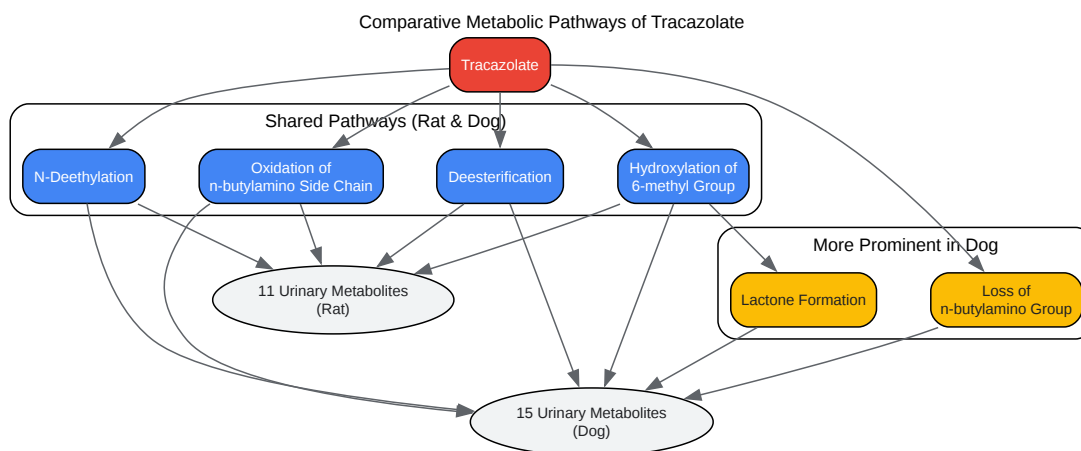 Comparative Metabolic Pathways of Tracazolate
Tracazolate
Shared Pathways (Rat & Dog)
N-Deethylation
Oxidation of
n-butylamino Side Chain
Deesterification
Hydroxylation of
6-methyl Group
More Prominent in Dog
11 Urinary Metabolites
(Rat)
Lactone Formation
Loss of
n-butylamino Group
15 Urinary Metabolites
(Dog)